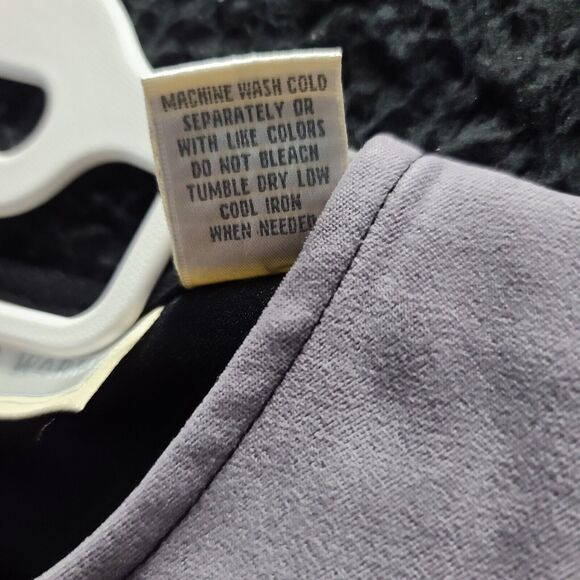 MACHINE WASH COLD
SEPARATELY OR
WITH LIKE COLORS
DO NOT BLEACH
TUMBLE DRY LOW
COOL IRON
WHEN NEEDED